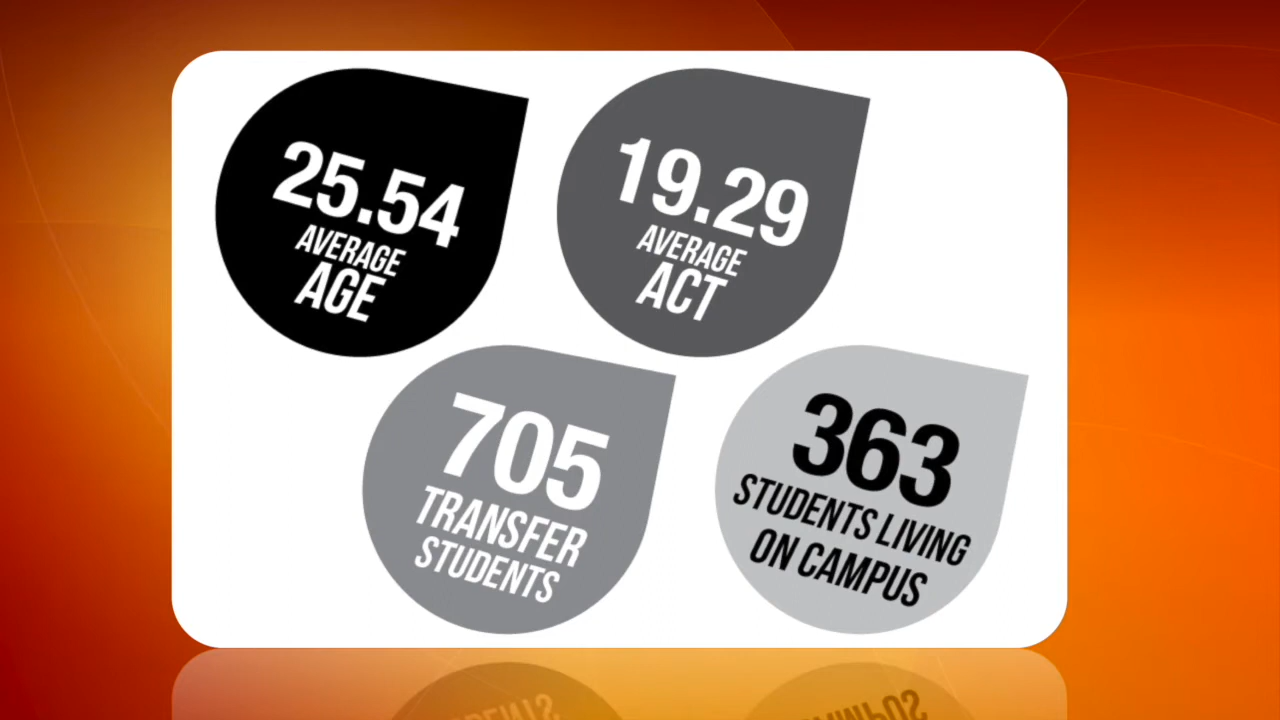 25.54
AVERAGE
AGE
19.29
AVERAGE
ACT
705
TRANSFER
STUDENTS
363
STUDENTS LIVING
ON CAMPUS